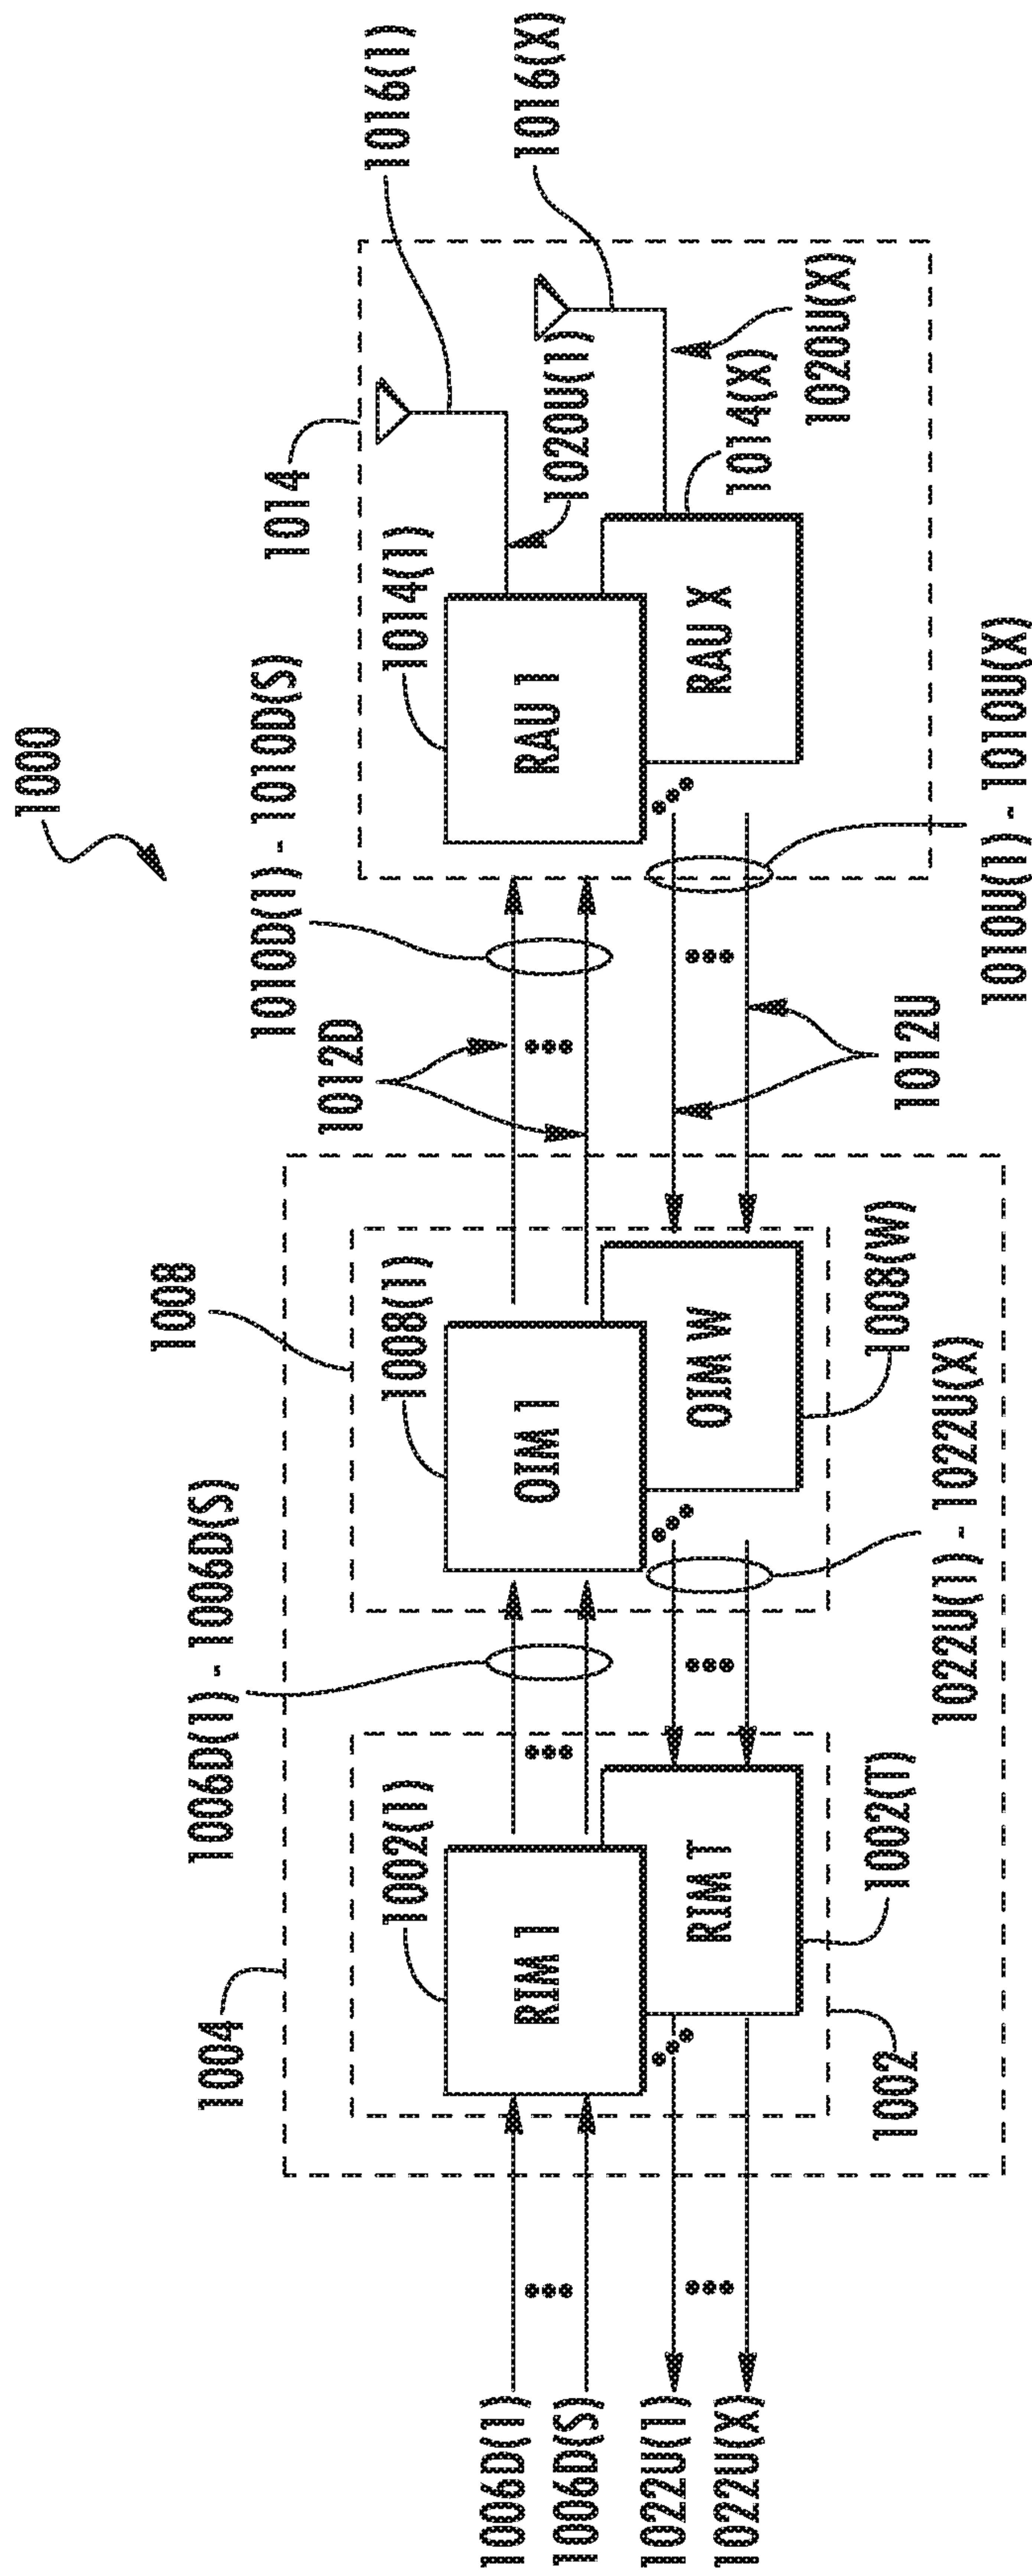 1000
1004
1006D(1) - 1006D(S)
1008
1010D(1) - 1010D(S)
1014
1016(1)
1016(X)
1012D
1002(1)
1008(1)
1014(1)
1020U(1)
1006D(1)
1006D(S)
1022U(1)
1022U(X)
RIM 1
RIM T
OIM 1
OIM W
RAU 1
RAU X
1014(X)
1020U(X)
1002
1002(T)
1008(W)
1012U
1022U(1) - 1022U(X)
1010U(1) - 1010U(X)